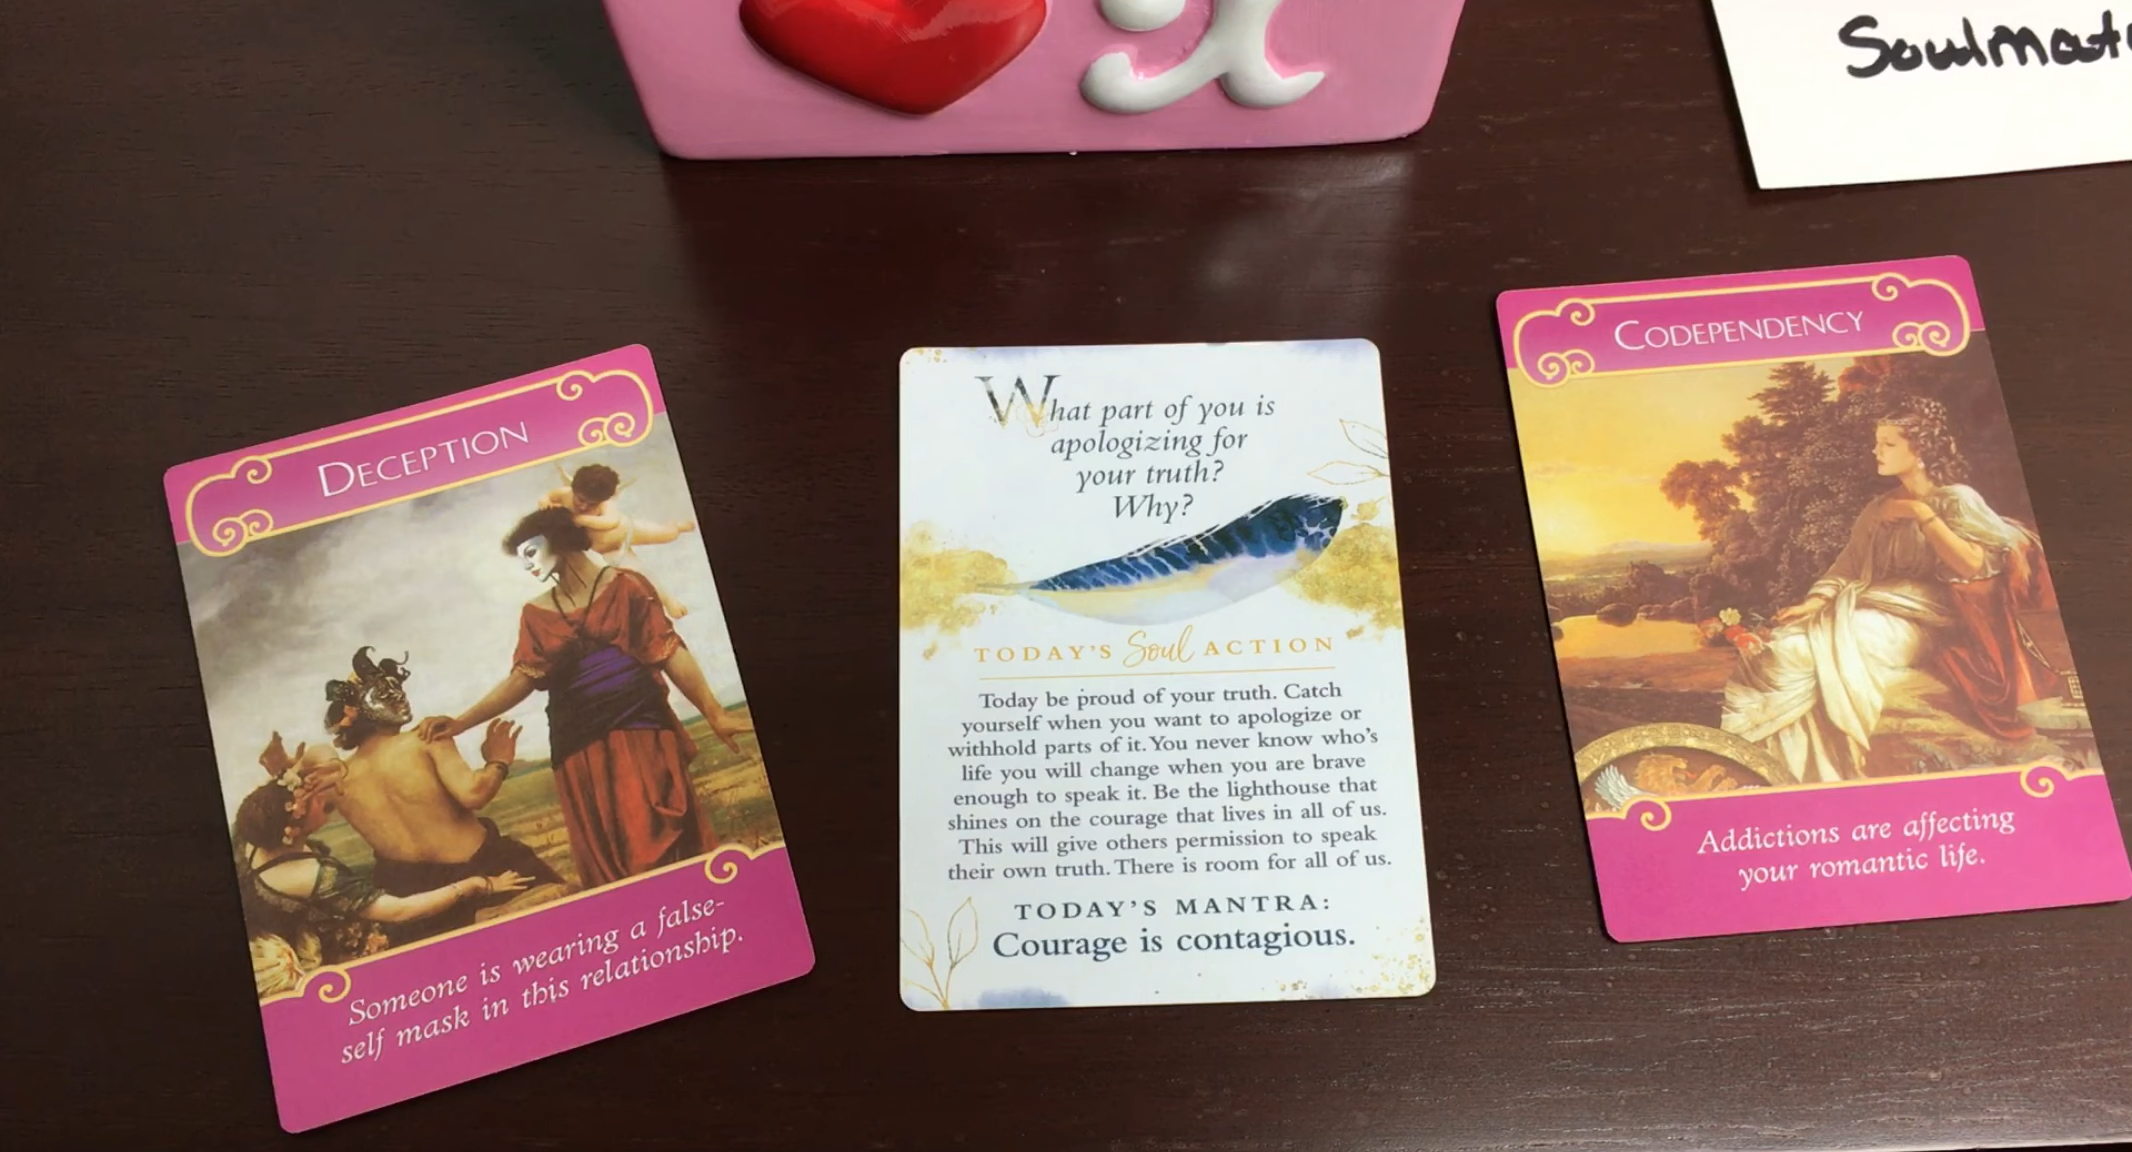 DECEPTION
Someone is wearing a false-
self mask in this relationship.
What part of you is
apologizing for
your truth?
Why?
TODAY'S Soul ACTION
Today be proud of your truth. Catch
yourself when you want to apologize or
withhold parts of it. You never know who's
life you will change when you are brave
enough to speak it. Be the lighthouse that
shines on the courage that lives in all of us.
This will give others permission to speak
their own truth. There is room for all of us.
TODAY'S MANTRA:
Courage is contagious.
CODEPENDENCY
Addictions are affecting
your romantic life.